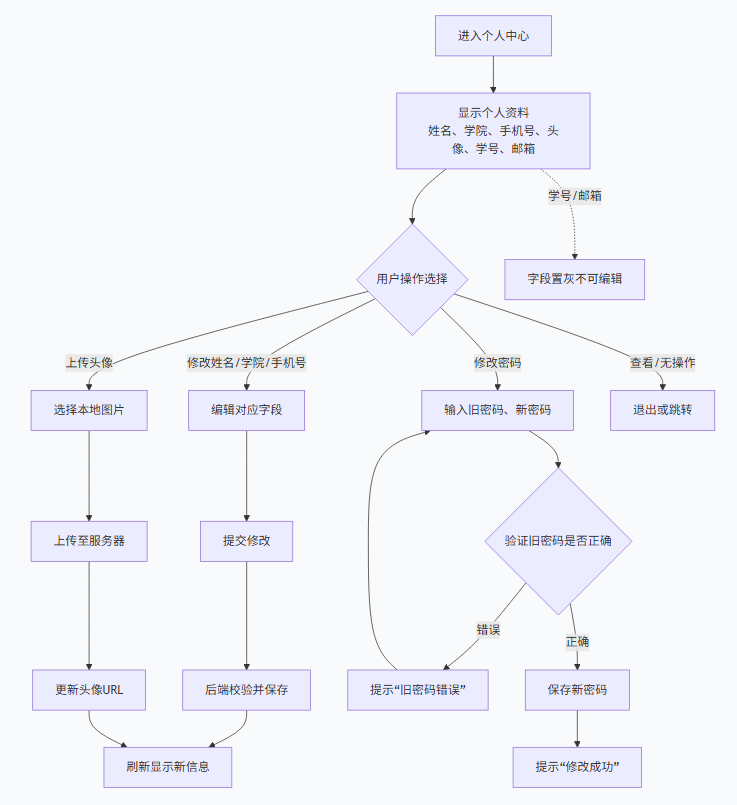 进入个人中心
显示个人资料
姓名、学院、手机号、头
像、学号、邮箱
学号/邮箱
用户操作选择
字段置灰不可编辑
上传头像
修改姓名/学院/手机号
修改密码
查看/无操作
选择本地图片
编辑对应字段
输入旧密码、新密码
退出或跳转
上传至服务器
提交修改
验证旧密码是否正确
错误
正确
更新头像URL
后端校验并保存
提示“旧密码错误”
保存新密码
刷新显示新信息
提示“修改成功”